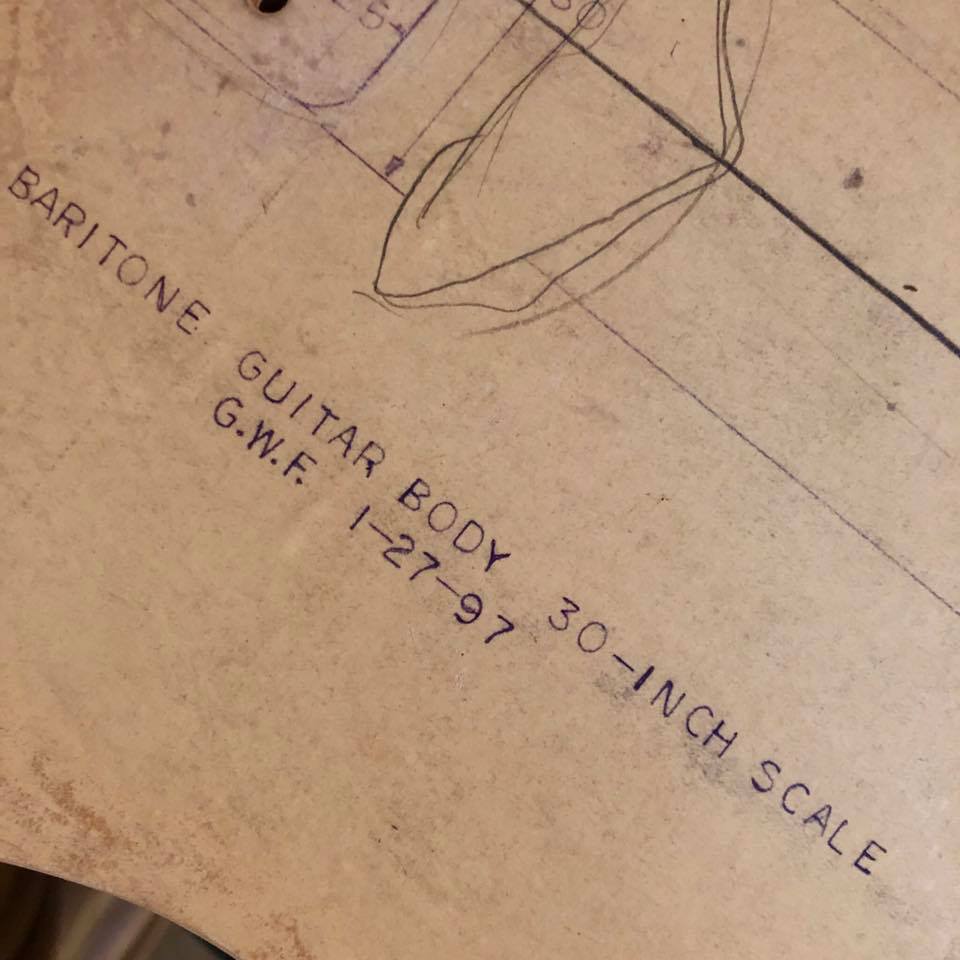 BARITONE GUITAR BODY 30-INCH SCALE
G.W.F. 1-27-97